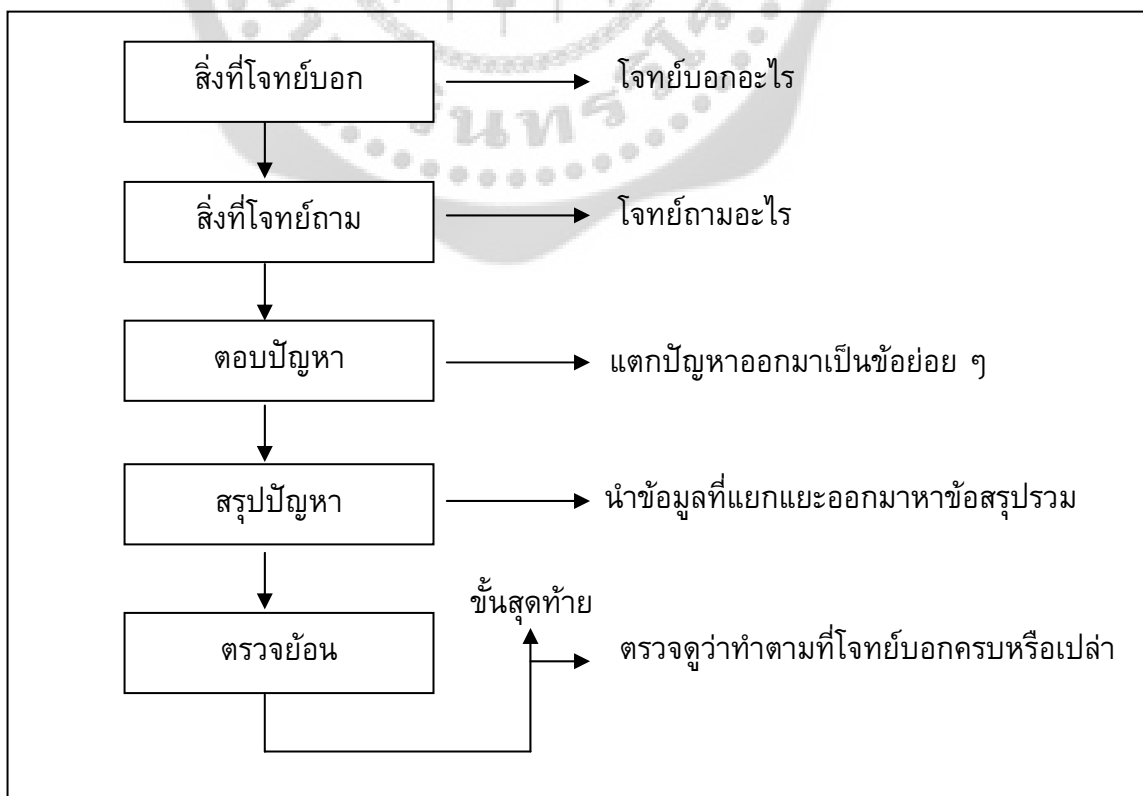 สิ่งที่โจทย์บอก
โจทย์บอกอะไร
สิ่งที่โจทย์ถาม
โจทย์ถามอะไร
ตอบปัญหา
แตกปัญหาออกมาเป็นข้อย่อย ๆ
สรุปปัญหา
นำข้อมูลที่แยกแยะออกมาหาข้อสรุปรวม
ขั้นสุดท้าย
ตรวจย้อน
ตรวจดูว่าทำตามที่โจทย์บอกครบหรือเปล่า